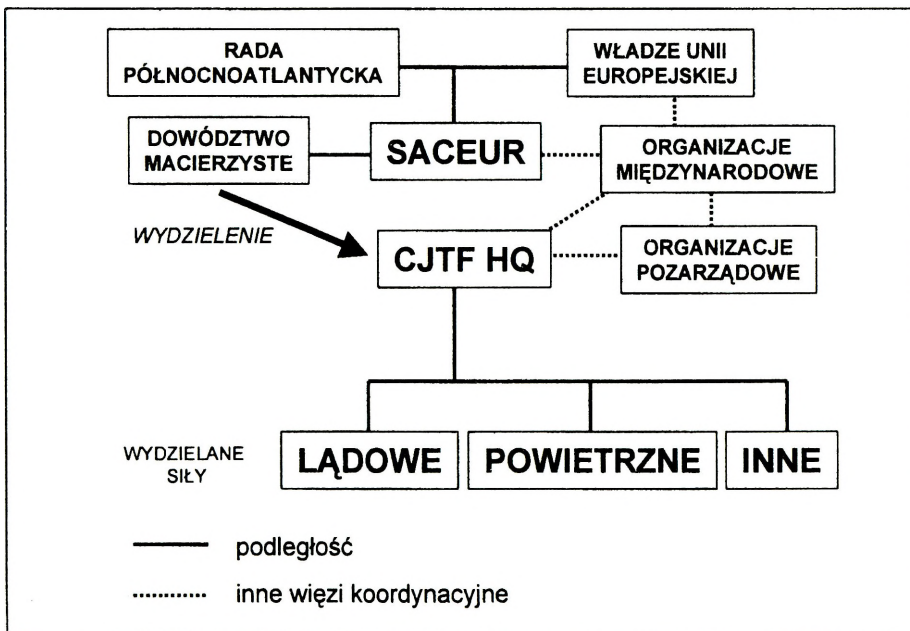 RADA
PÓŁNOCNOATLANTYCKA
WŁADZE UNII
EUROPEJSKIEJ
DOWÓDZTWO
MACIERZYSTE
SACEUR
ORGANIZACJE
MIĘDZYNARODOWE
WYDZIELENIE
CJTF HQ
ORGANIZACJE
POZARZĄDOWE
WYDZIELANE
SIŁY
LĄDOWE
POWIETRZNE
INNE
podległość
inne więzi koordynacyjne